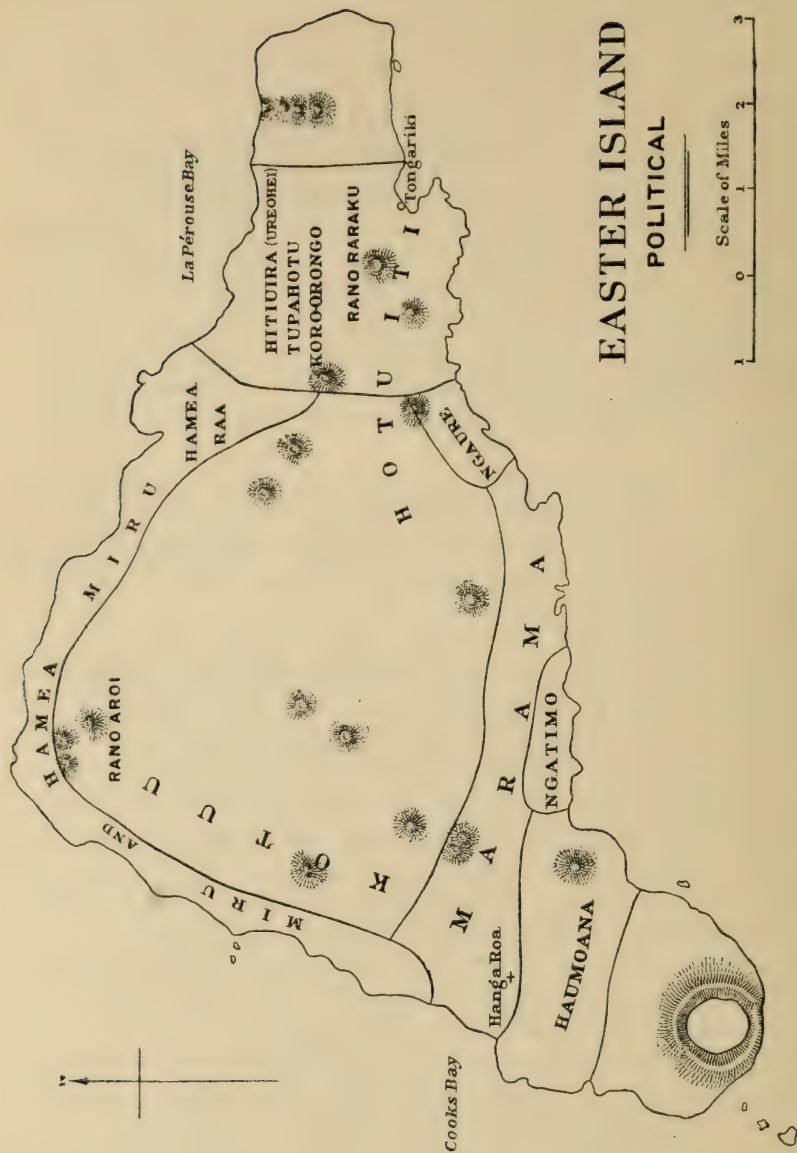 EASTER ISLAND
POLITICAL
Scale of Miles
1 0 1 2 3
La Pérouse Bay
Cooks Bay
HAMEA MIRU
HAMEA
RAA
MIRU AND
RANO AROI
KOTUU
HITIUIRA (UREOHEI)
TUPAHOTU
KORO-ORONGO
RANO RARAKU
Tongariki
HOTU ITI
NGAURE
MARAMA
NGATIMO
Hanga Roa
HAUMOANA